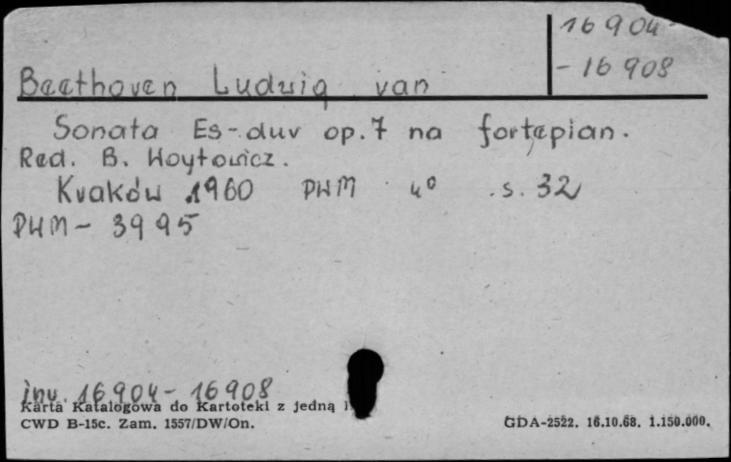 16904-
- 16908
Beethoven Ludwig van
Sonata Es-dur op. 7 na fortepian.
Red. B. Woytowicz.
Kraków 1960 PWM 4° s. 32
PWM - 3995
inv. 16904 - 16908
Karta Katalogowa do Kartoteki z jedną
CWD B-15c. Zam. 1557/DW/On.
GDA-2522. 16.10.68. 1.150.000.